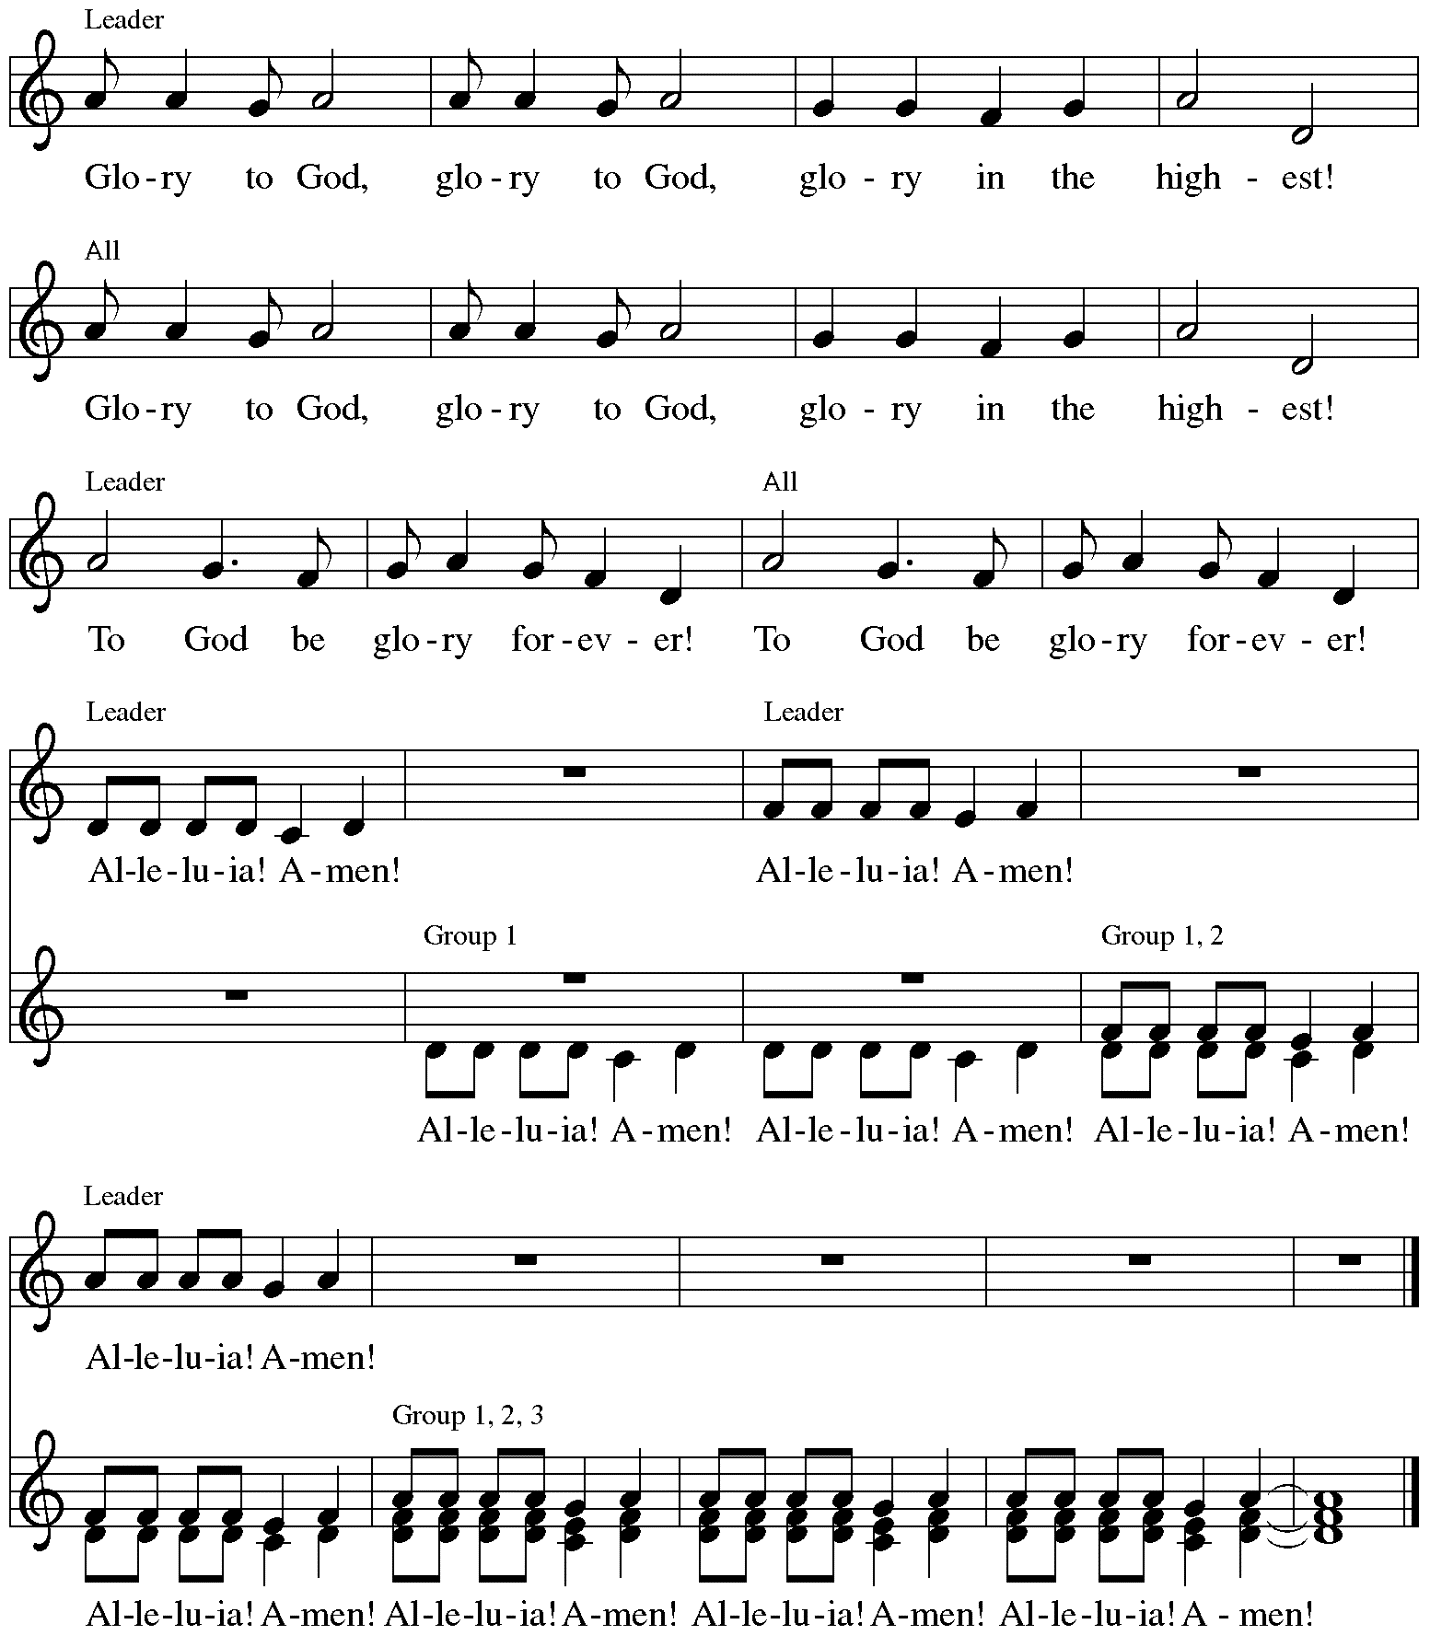 Leader
Glo - ry to God, glo - ry to God, glo - ry in the high - est!
All
Glo - ry to God, glo - ry to God, glo - ry in the high - est!
Leader All
To God be glo - ry for - ev - er! To God be glo - ry for - ev - er!
Leader Leader
Al - le - lu - ia! A - men! Al - le - lu - ia! A - men!
Group 1 Group 1, 2
Al - le - lu - ia! A - men! Al - le - lu - ia! A - men! Al - le - lu - ia! A - men!
Leader
Al - le - lu - ia! A - men!
Group 1, 2, 3
Al - le - lu - ia! A - men! Al - le - lu - ia! A - men! Al - le - lu - ia! A - men! Al - le - lu - ia! A - men!